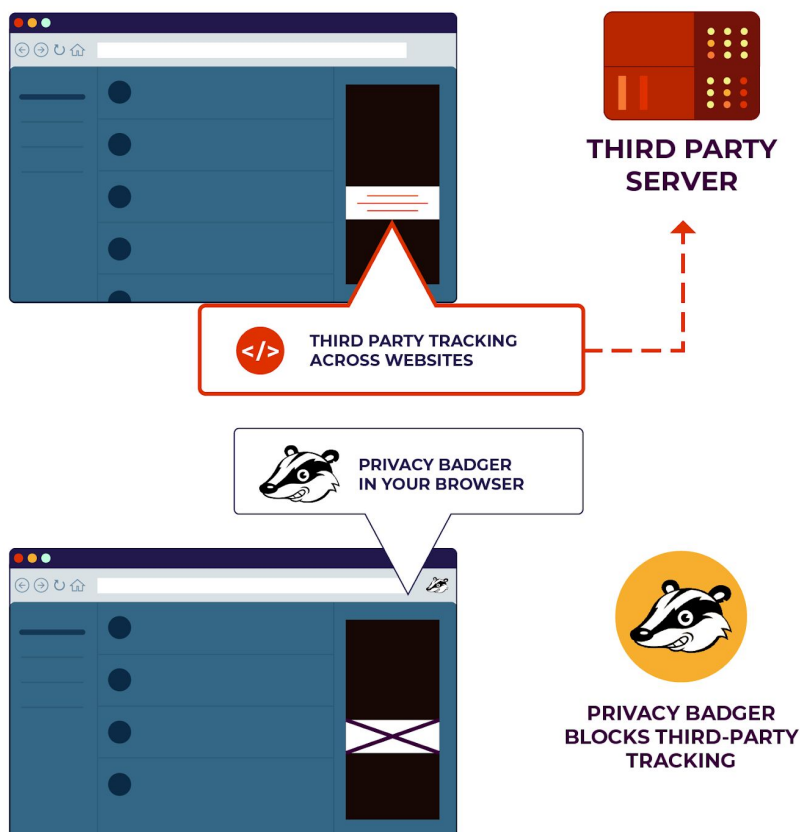 THIRD PARTY
SERVER
</>
THIRD PARTY TRACKING
ACROSS WEBSITES
PRIVACY BADGER
IN YOUR BROWSER
PRIVACY BADGER
BLOCKS THIRD-PARTY
TRACKING